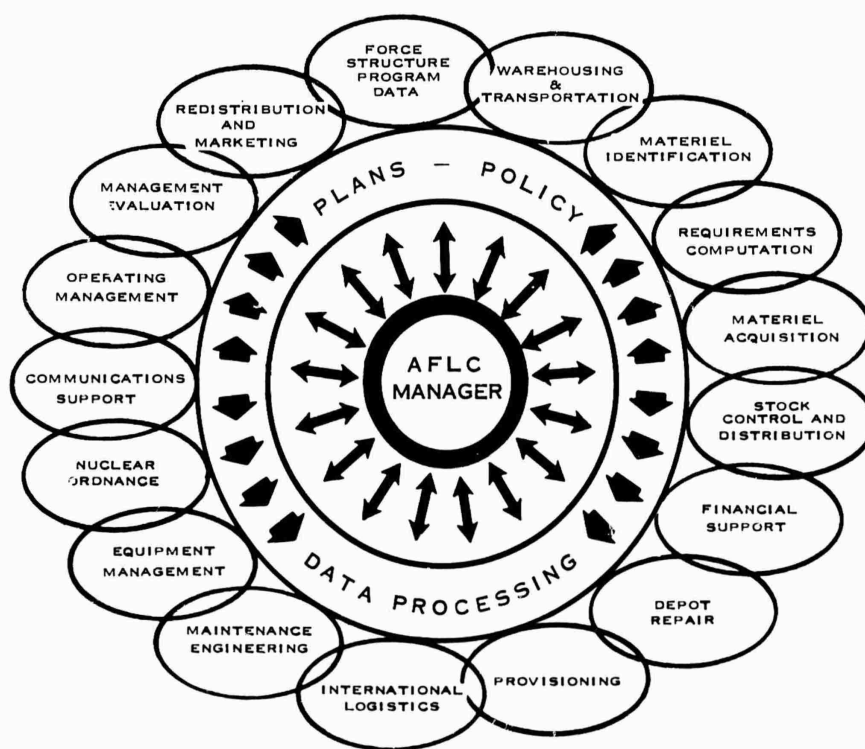 FORCE
STRUCTURE
PROGRAM
DATA
WAREHOUSING
&
TRANSPORTATION
MATERIEL
IDENTIFICATION
REQUIREMENTS
COMPUTATION
MATERIEL
ACQUISITION
STOCK
CONTROL AND
DISTRIBUTION
FINANCIAL
SUPPORT
DEPOT
REPAIR
PROVISIONING
INTERNATIONAL
LOGISTICS
MAINTENANCE
ENGINEERING
EQUIPMENT
MANAGEMENT
NUCLEAR
ORDNANCE
COMMUNICATIONS
SUPPORT
OPERATING
MANAGEMENT
MANAGEMENT
EVALUATION
REDISTRIBUTION
AND
MARKETING
PLANS - POLICY
AFLC
MANAGER
DATA PROCESSING